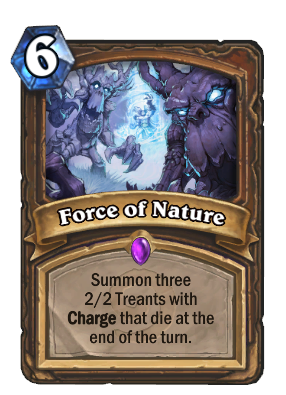 6
Force of Nature
Summon three
2/2 Treants with
Charge that die at the
end of the turn.